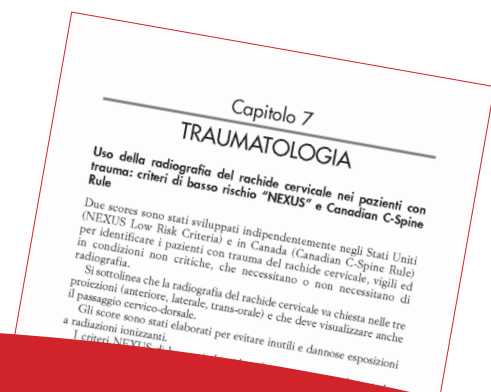 Capitolo 7
TRAUMATOLOGIA
Uso della radiografia del rachide cervicale nei pazienti con
trauma: criteri di basso rischio "NEXUS" e Canadian C-Spine
Rule
Due scores sono stati sviluppati indipendentemente negli Stati Uniti
(NEXUS Low Risk Criteria) e in Canada (Canadian C-Spine Rule)
per identificare i pazienti con trauma del rachide cervicale, vigili ed
in condizioni non critiche, che necessitano o non necessitano di
radiografia.
Si sottolinea che la radiografia del rachide cervicale va chiesta nelle tre
proiezioni (anteriore, laterale, trans-orale) e che deve visualizzare anche
il passaggio cervico-dorsale.
Gli score sono stati elaborati per evitare inutili e dannose esposizioni
a radiazioni ionizzanti.
I criteri NEXUS di